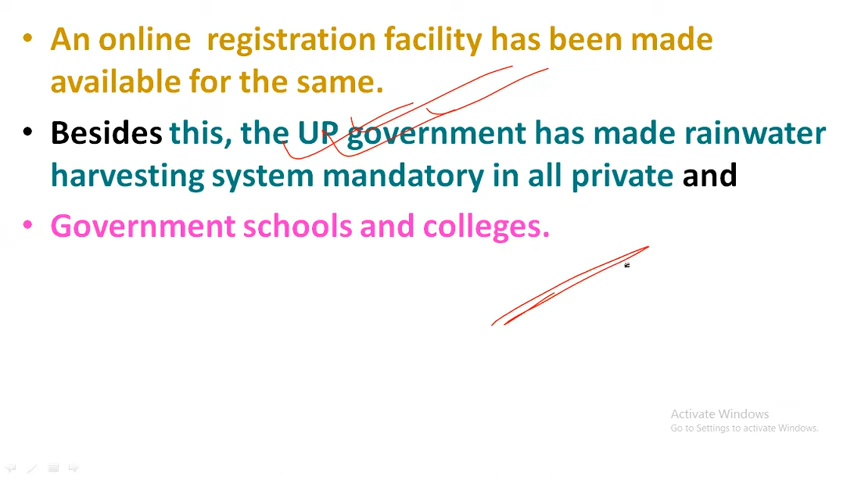 • An online  registration facility has been made
available for the same.
• Besides this, the UP government has made rainwater
harvesting system mandatory in all private and
• Government schools and colleges.
Activate Windows
Go to Settings to activate Windows.